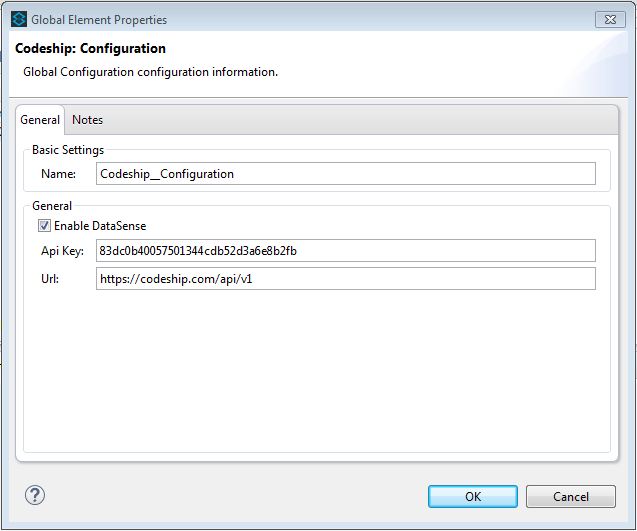 Global Element Properties
Codeship: Configuration
Global Configuration configuration information.
General Notes
Basic Settings
Name: Codeship__Configuration
General
Enable DataSense
Api Key: 83dc0b40057501344cdb52d3a6e8b2fb
Url: https://codeship.com/api/v1
?
OK Cancel